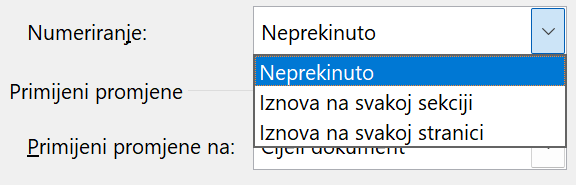 Numeriranje: Neprekinuto
Neprekinuto
Primijeni promjene
Iznova na svakoj sekciji
Iznova na svakoj stranici
Primijeni promjene na: Cijeli dokument